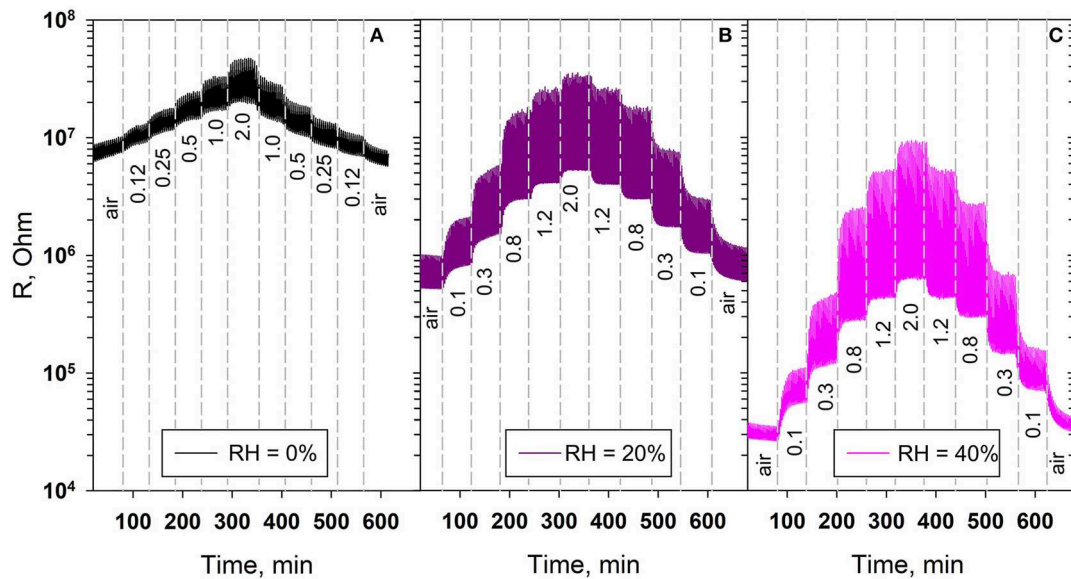 R, Ohm
10⁸
10⁷
10⁶
10⁵
10⁴
A
air
0.12
0.25
0.5
1.0
2.0
1.0
0.5
0.25
0.12
air
RH = 0%
100 200 300 400 500 600
Time, min
B
air
0.1
0.3
0.8
1.2
2.0
1.2
0.8
0.3
0.1
air
RH = 20%
100 200 300 400 500 600
Time, min
C
air
0.1
0.3
0.8
1.2
2.0
1.2
0.8
0.3
0.1
air
RH = 40%
100 200 300 400 500 600
Time, min